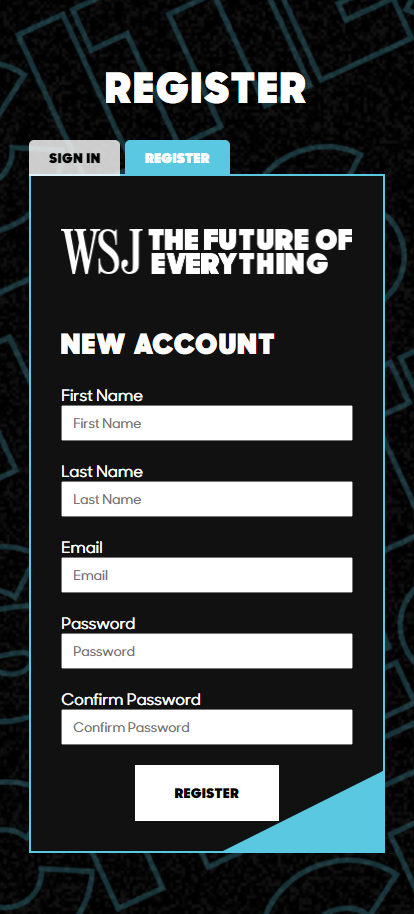 REGISTER
SIGN IN
REGISTER
WSJ THE FUTURE OF
EVERYTHING
NEW ACCOUNT
First Name
First Name
Last Name
Last Name
Email
Email
Password
Password
Confirm Password
Confirm Password
REGISTER